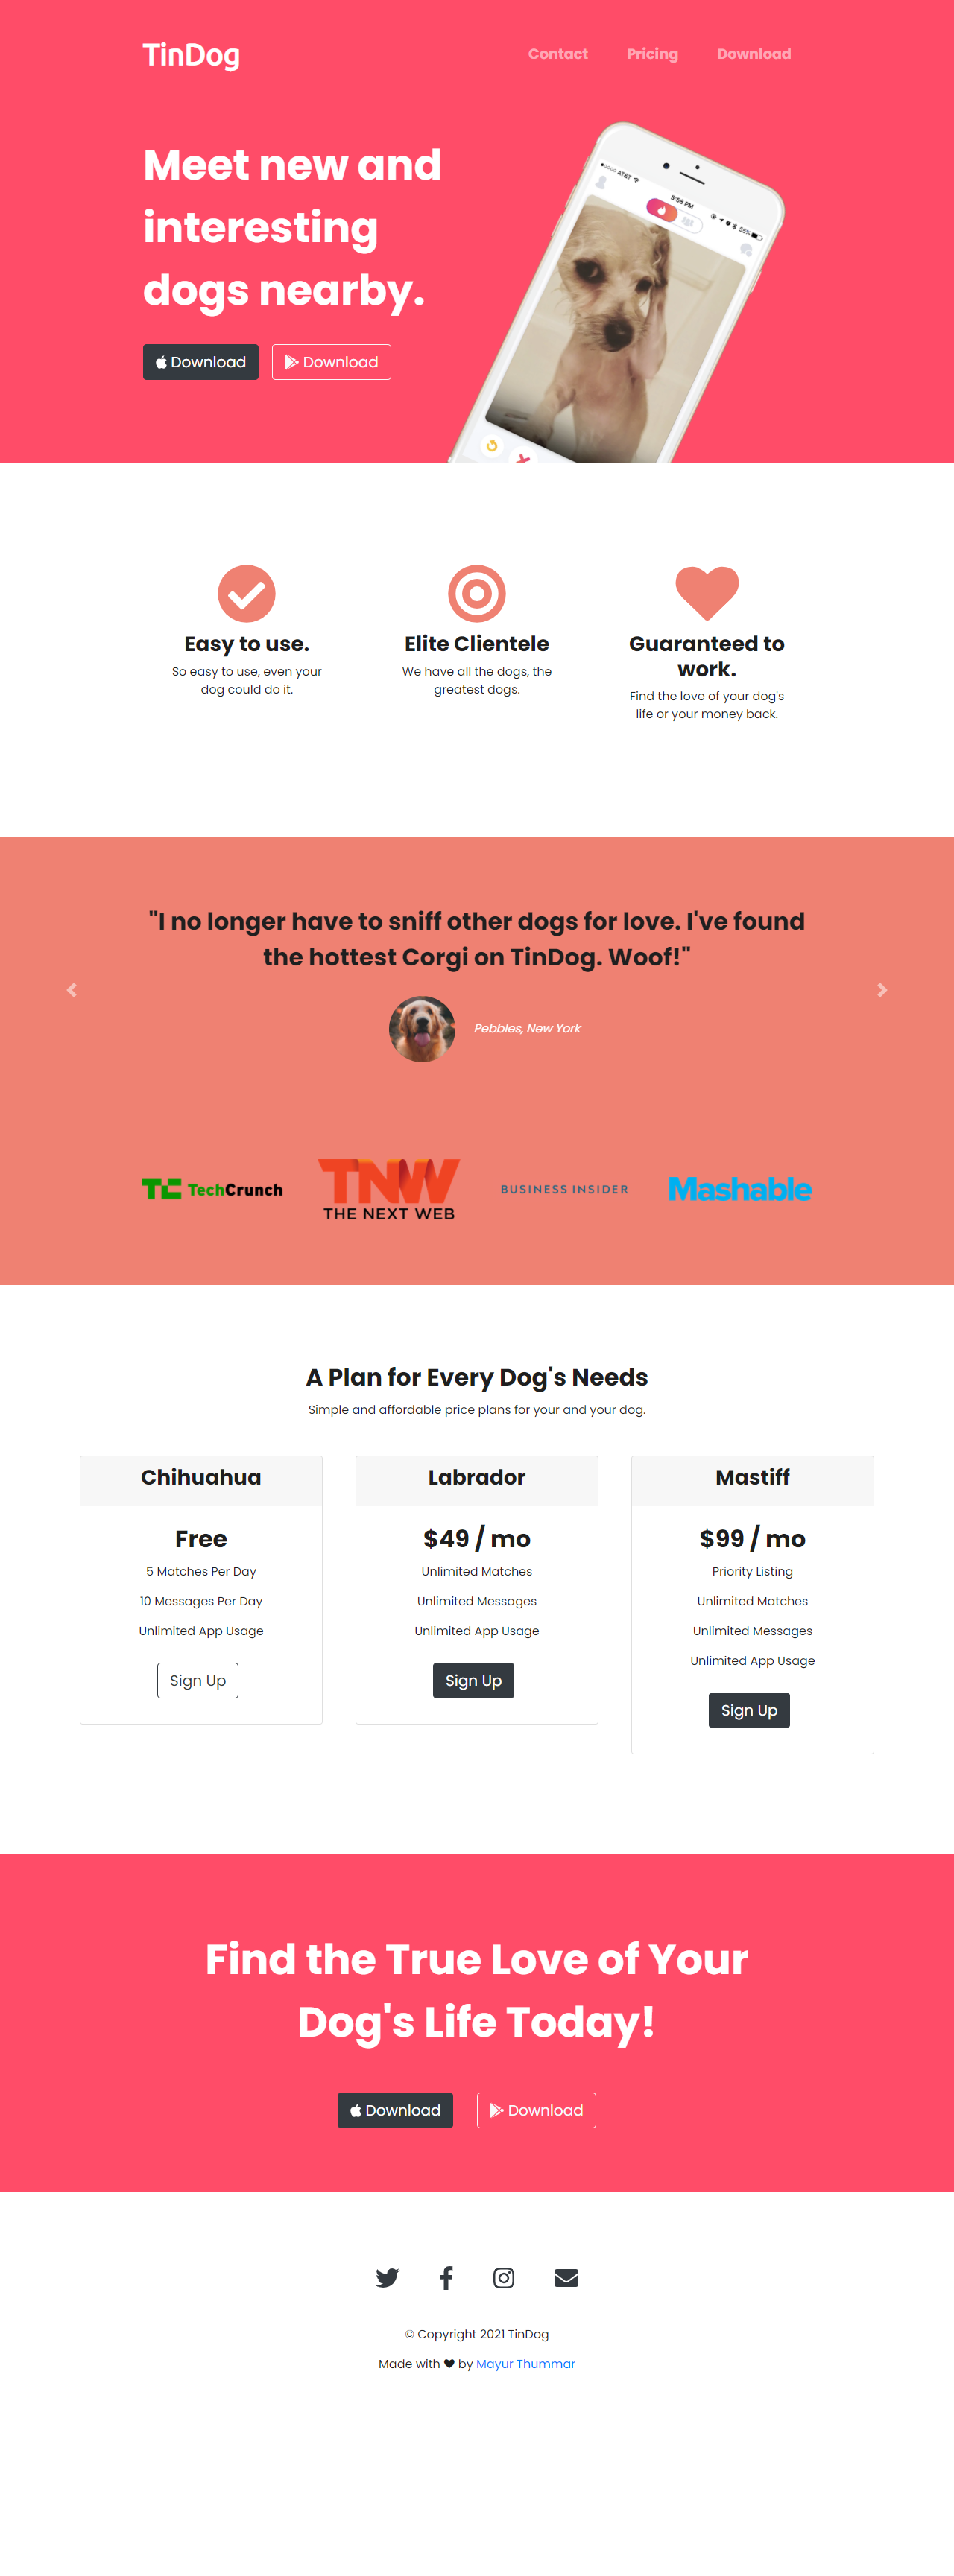 TinDog
Contact Pricing Download
Meet new and
interesting
dogs nearby.
Download Download
●○○○○ AT&T
5:58 PM
55%
Easy to use.
So easy to use, even your
dog could do it.
Elite Clientele
We have all the dogs, the
greatest dogs.
Guaranteed to
work.
Find the love of your dog's
life or your money back.
"I no longer have to sniff other dogs for love. I've found
the hottest Corgi on TinDog. Woof!"
Pebbles, New York
TC TechCrunch
TNW
THE NEXT WEB
BUSINESS INSIDER
Mashable
A Plan for Every Dog's Needs
Simple and affordable price plans for your and your dog.
Chihuahua
Free
5 Matches Per Day
10 Messages Per Day
Unlimited App Usage
Sign Up
Labrador
$49 / mo
Unlimited Matches
Unlimited Messages
Unlimited App Usage
Sign Up
Mastiff
$99 / mo
Priority Listing
Unlimited Matches
Unlimited Messages
Unlimited App Usage
Sign Up
Find the True Love of Your
Dog's Life Today!
Download Download
© Copyright 2021 TinDog
Made with ♥ by Mayur Thummar